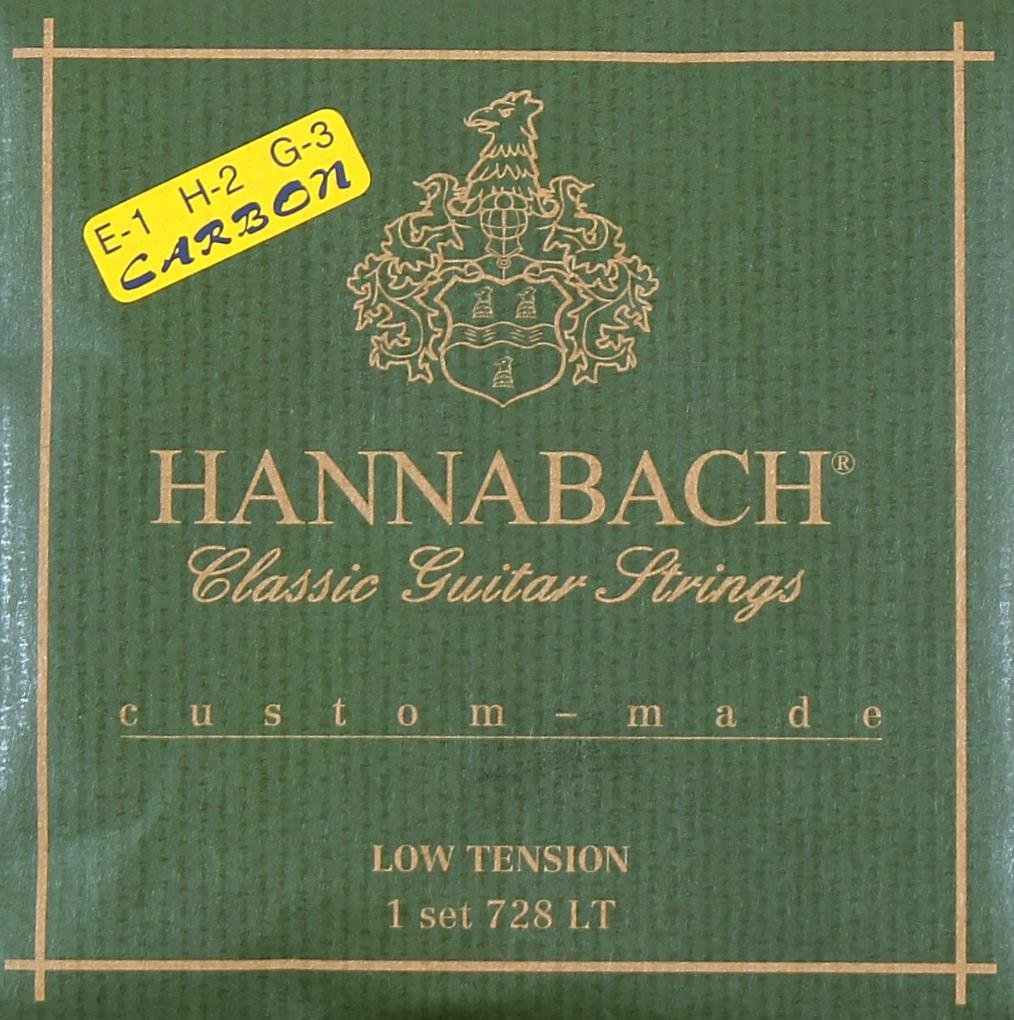 E-1 H-2 G-3
CARBON
HANNABACH®
Classic Guitar Strings
custom-made
LOW TENSION
1 set 728 LT